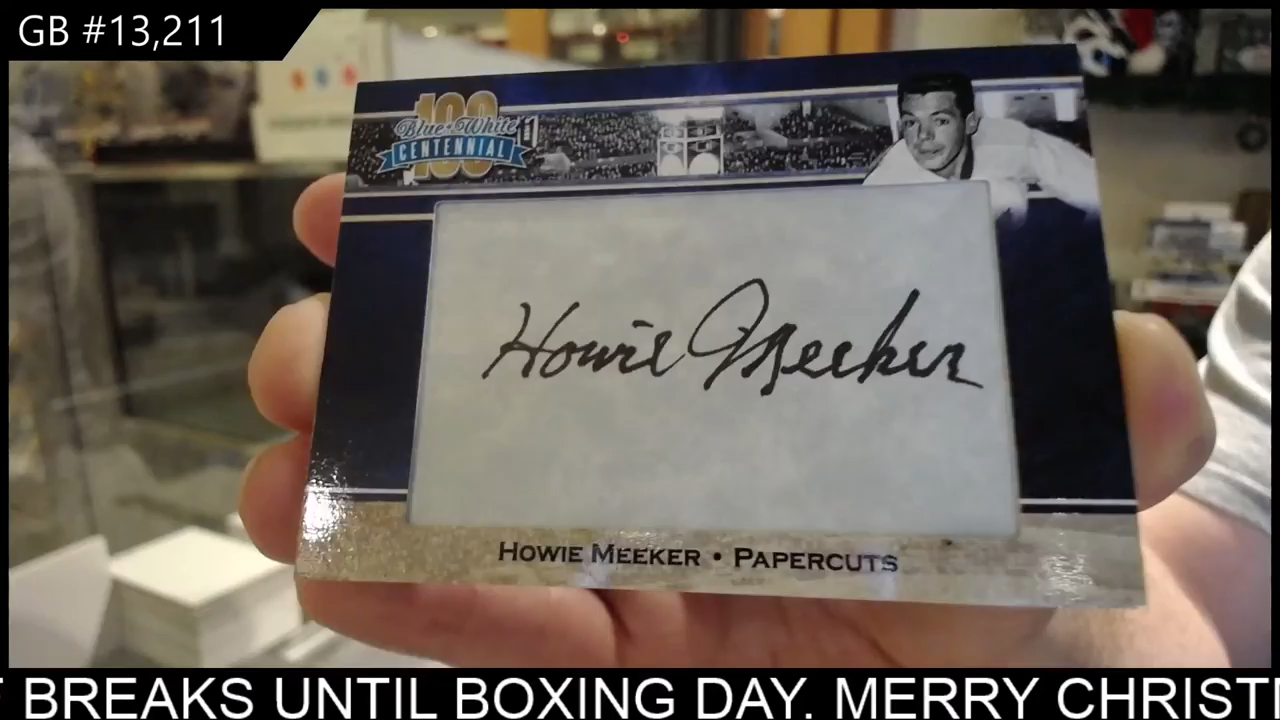 GB #13,211
100
Blue & White
CENTENNIAL
Howie Meeker
HOWIE MEEKER • PAPERCUTS
BREAKS UNTIL BOXING DAY. MERRY CHRIST